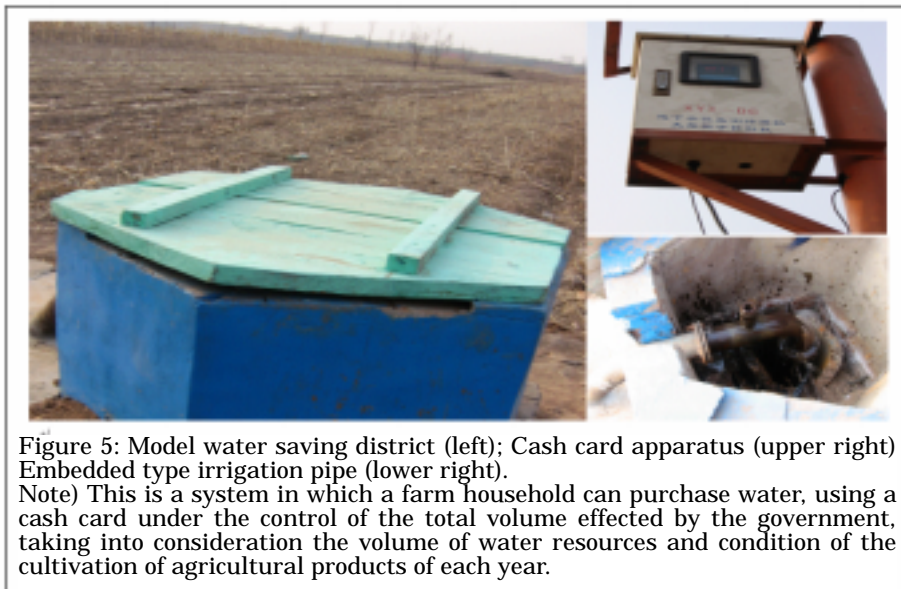 Figure 5: Model water saving district (left); Cash card apparatus (upper right)
Embedded type irrigation pipe (lower right).
Note) This is a system in which a farm household can purchase water, using a
cash card under the control of the total volume effected by the government,
taking into consideration the volume of water resources and condition of the
cultivation of agricultural products of each year.